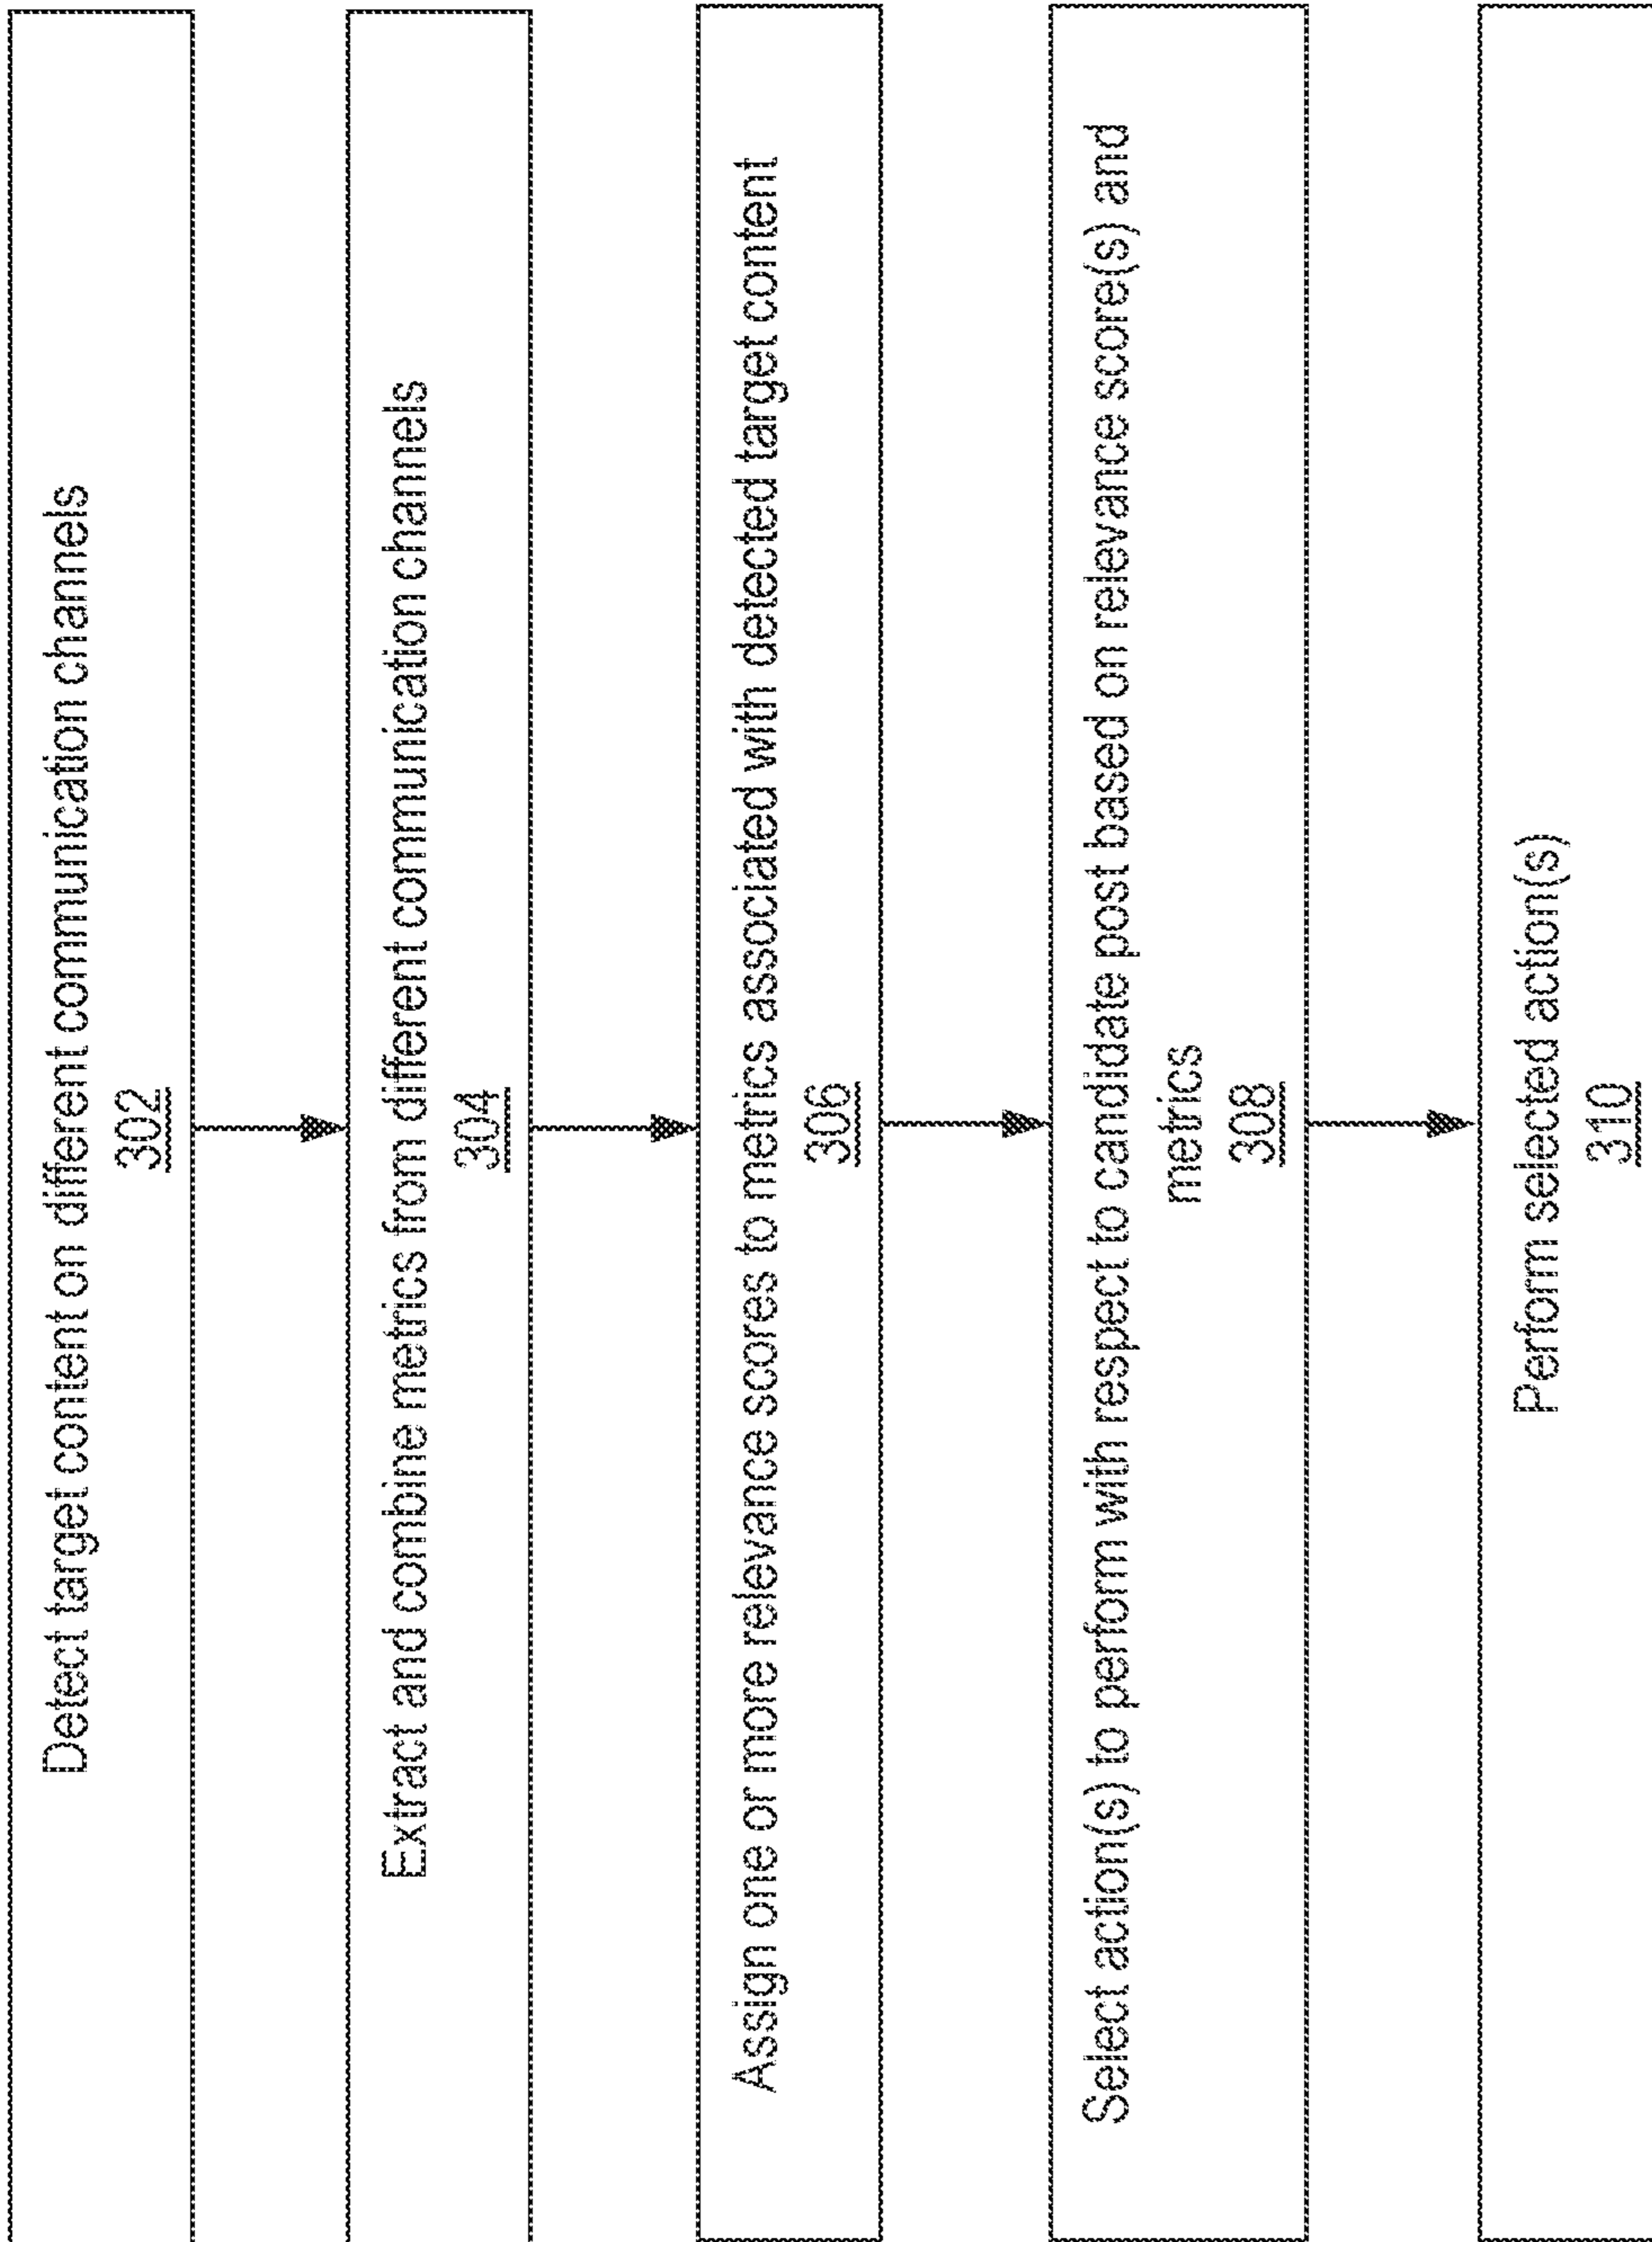 Detect target content on different communication channels
302
Extract and combine metrics from different communication channels
304
Assign one or more relevance scores to metrics associated with detected target content
306
Select action(s) to perform with respect to candidate post based on relevance score(s) and
metrics
308
Perform selected action(s)
310